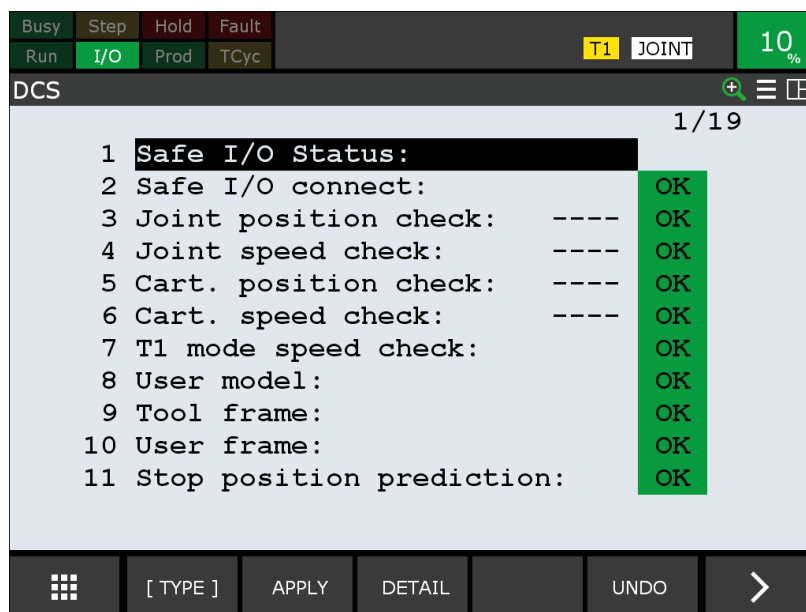 Busy Step Hold Fault
Run I/O Prod TCyc T1 JOINT 10%
DCS
1/19
1 Safe I/O Status:
2 Safe I/O connect: OK
3 Joint position check: ---- OK
4 Joint speed check: ---- OK
5 Cart. position check: ---- OK
6 Cart. speed check: ---- OK
7 T1 mode speed check: OK
8 User model: OK
9 Tool frame: OK
10 User frame: OK
11 Stop position prediction: OK
[ TYPE ] APPLY DETAIL UNDO